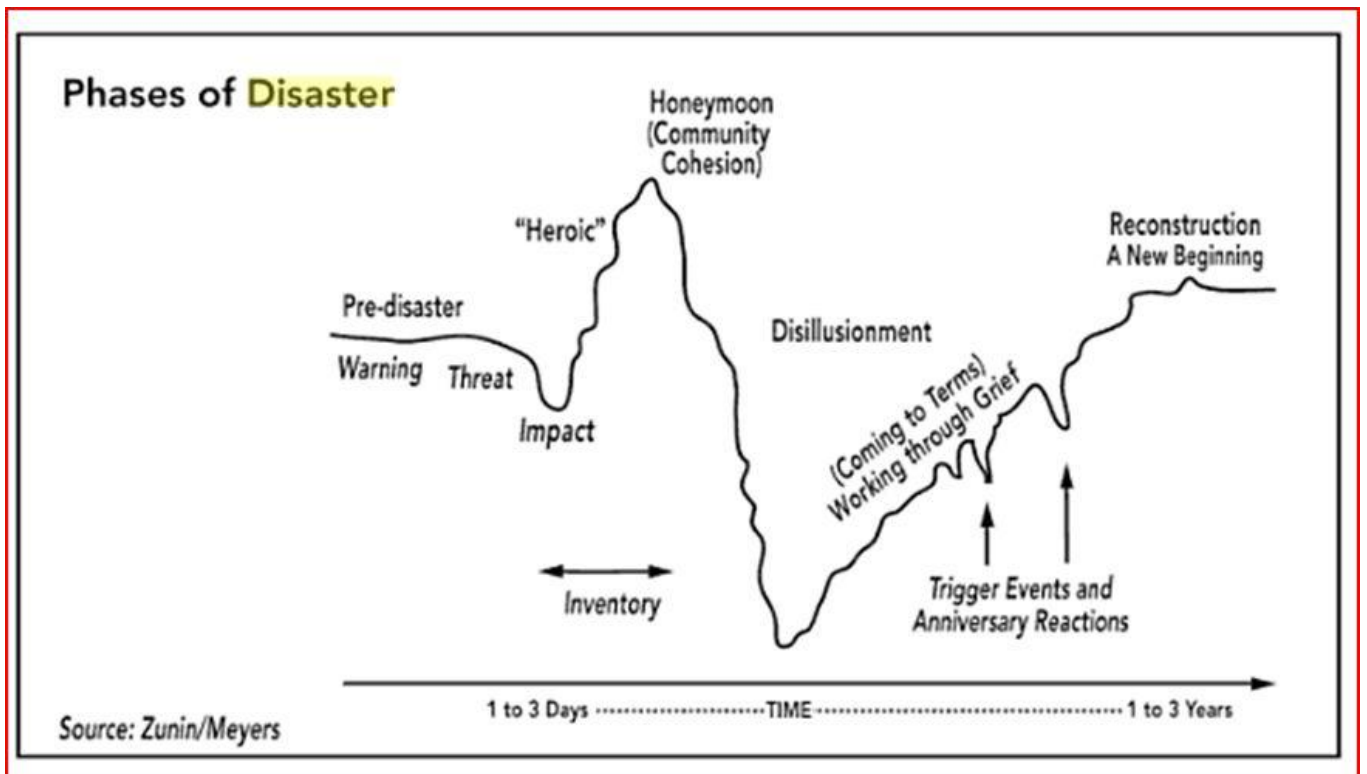 Phases of Disaster
Honeymoon
(Community
Cohesion)
"Heroic"
Pre-disaster
Warning
Threat
Impact
Inventory
Disillusionment
(Coming to Terms)
Working through Grief
Trigger Events and
Anniversary Reactions
Reconstruction
A New Beginning
1 to 3 Days TIME 1 to 3 Years
Source: Zunin/Meyers